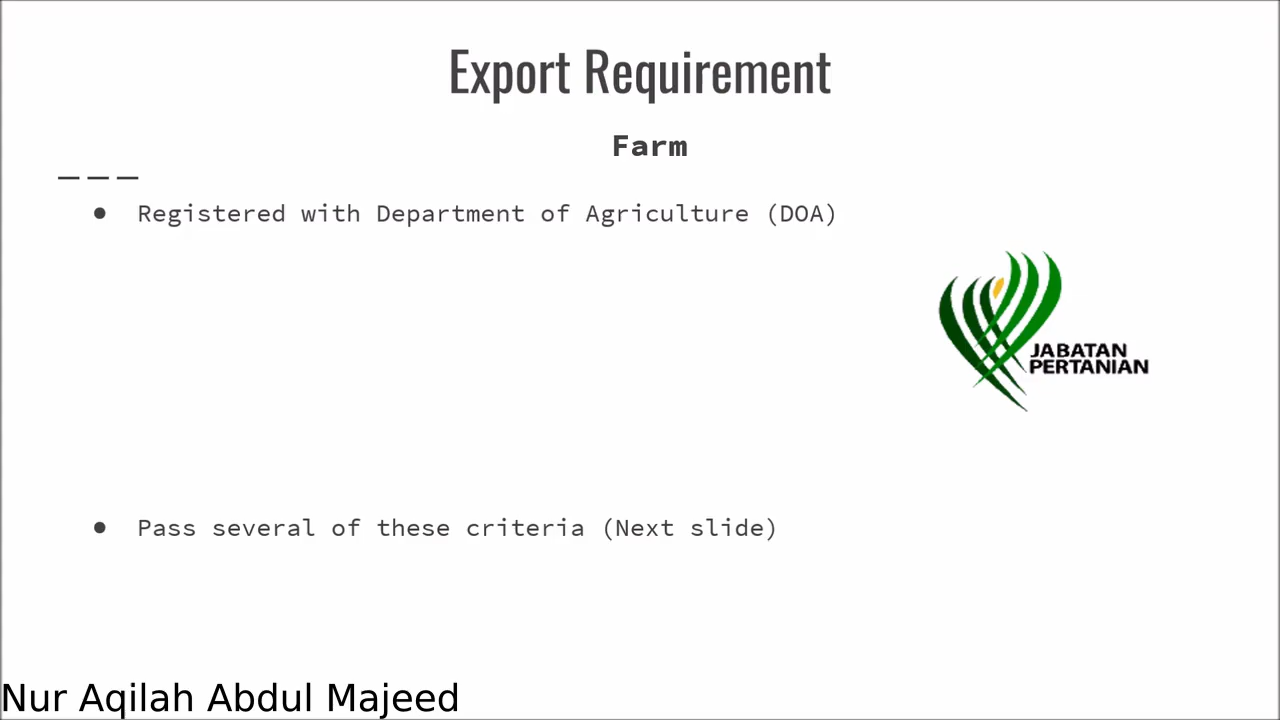 Export Requirement
Farm
● Registered with Department of Agriculture (DOA)
JABATAN
PERTANIAN
● Pass several of these criteria (Next slide)
Nur Aqilah Abdul Majeed